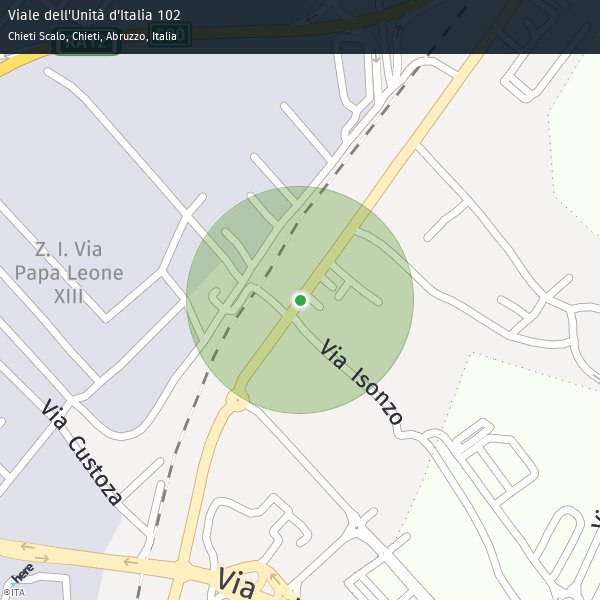 Viale dell'Unità d'Italia 102
Chieti Scalo, Chieti, Abruzzo, Italia
Z. I. Via
Papa Leone
XIII
Via Isonzo
Via Custoza
Via
here
©ITA